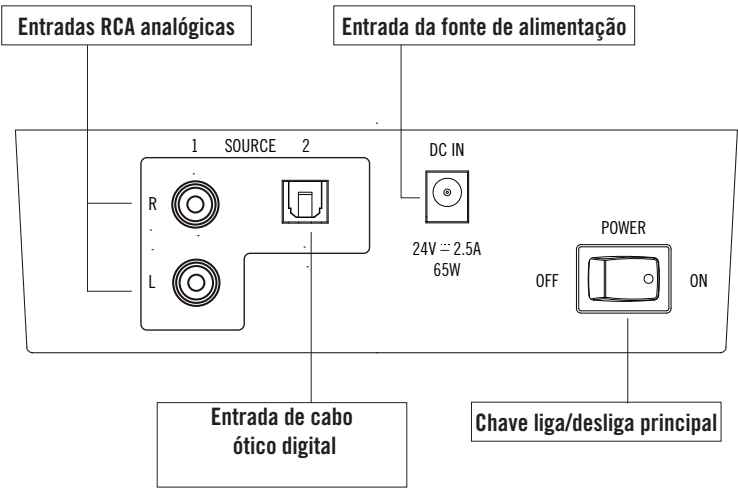 Entradas RCA analógicas
Entrada da fonte de alimentação
1 SOURCE 2
DC IN
R
24V ⎓ 2.5A
65W
POWER
L
OFF
ON
Entrada de cabo
ótico digital
Chave liga/desliga principal